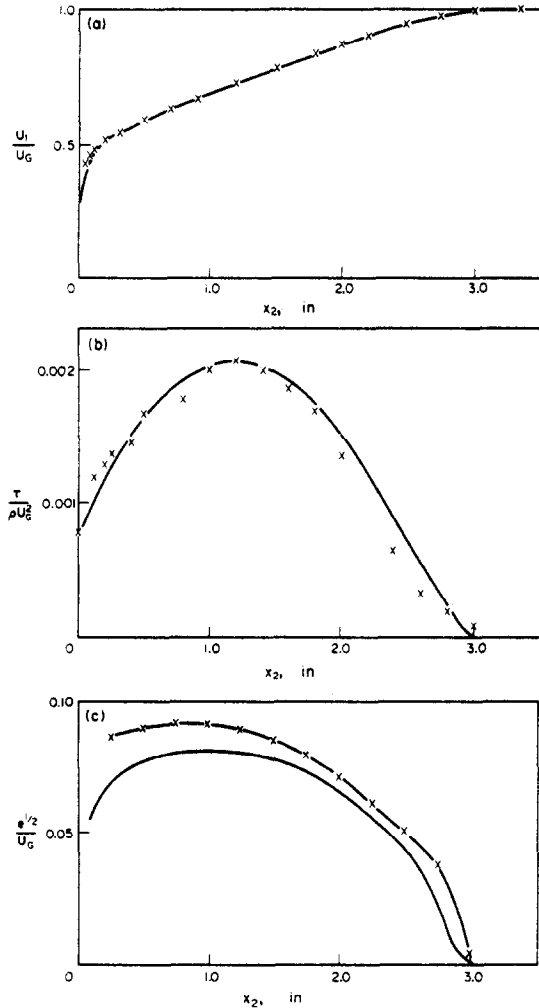 (a)
1.0
0.5
U₁
U_G
0
1.0
2.0
3.0
x₂, in
(b)
0.002
0.001
τ
ρU_G²
0
1.0
2.0
3.0
x₂, in
(c)
0.10
0.05
e^{1/2}
U_G
0
1.0
2.0
3.0
x₂, in